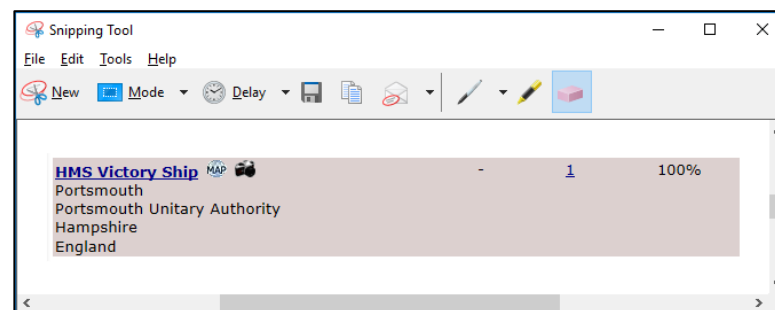 Snipping Tool
File Edit Tools Help
New Mode Delay
HMS Victory Ship MAP - 1 100%
Portsmouth
Portsmouth Unitary Authority
Hampshire
England